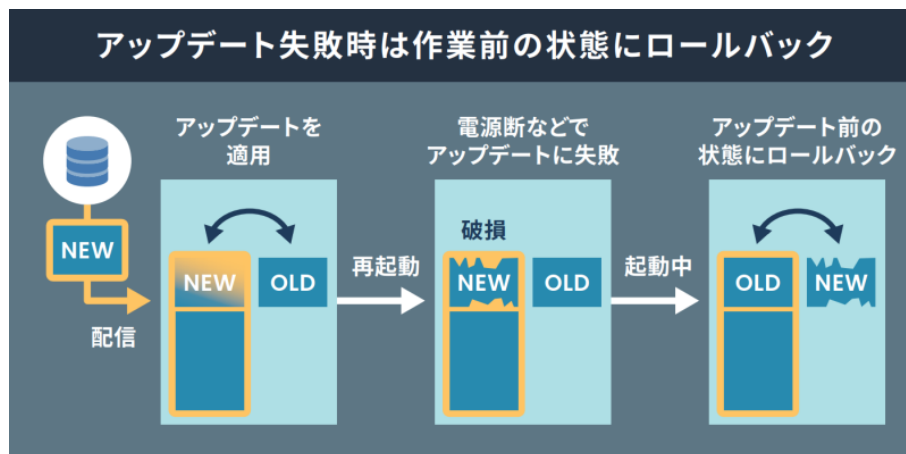 アップデート失敗時は作業前の状態にロールバック
NEW
配信
アップデートを
適用
NEW
OLD
再起動
電源断などで
アップデートに失敗
破損
NEW
OLD
起動中
アップデート前の
状態にロールバック
OLD
NEW